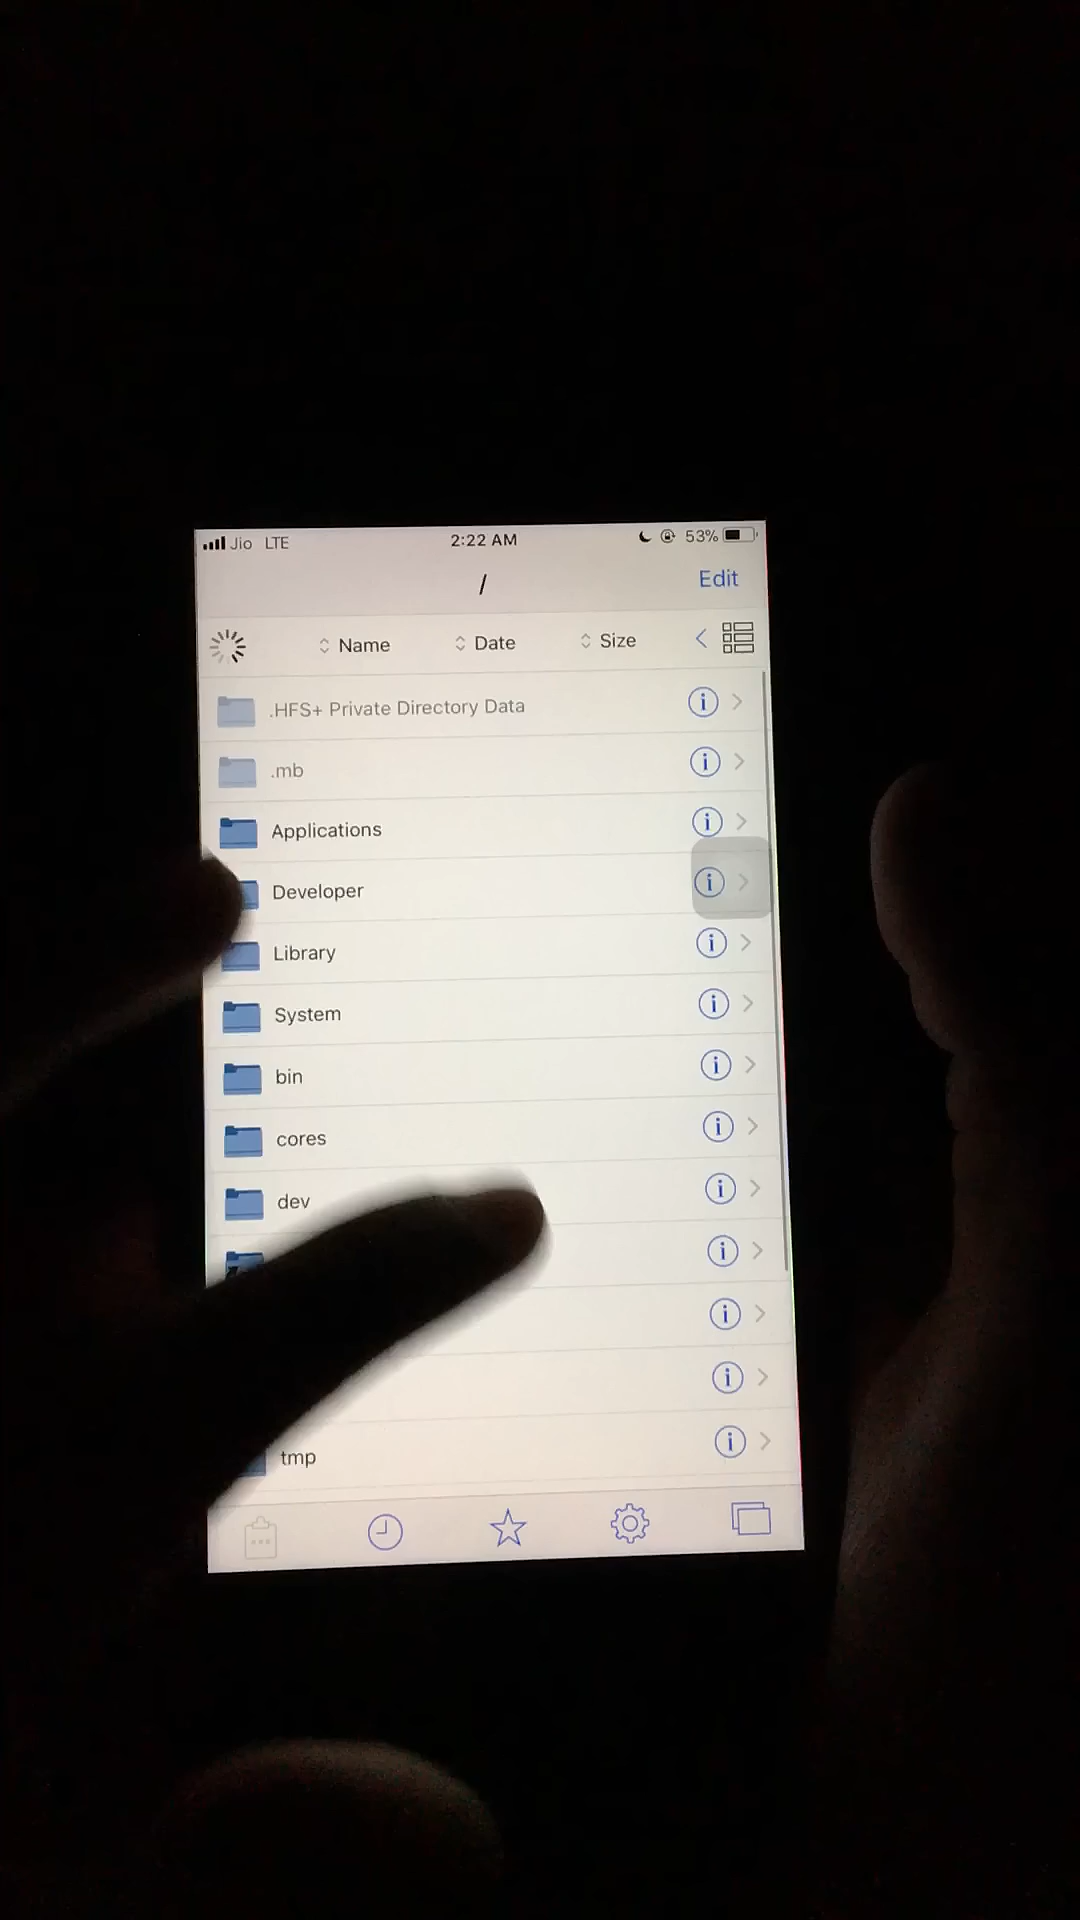 Jio LTE 2:22 AM 53%
/ Edit
Name Date Size
.HFS+ Private Directory Data
.mb
Applications
Developer
Library
System
bin
cores
dev
tmp